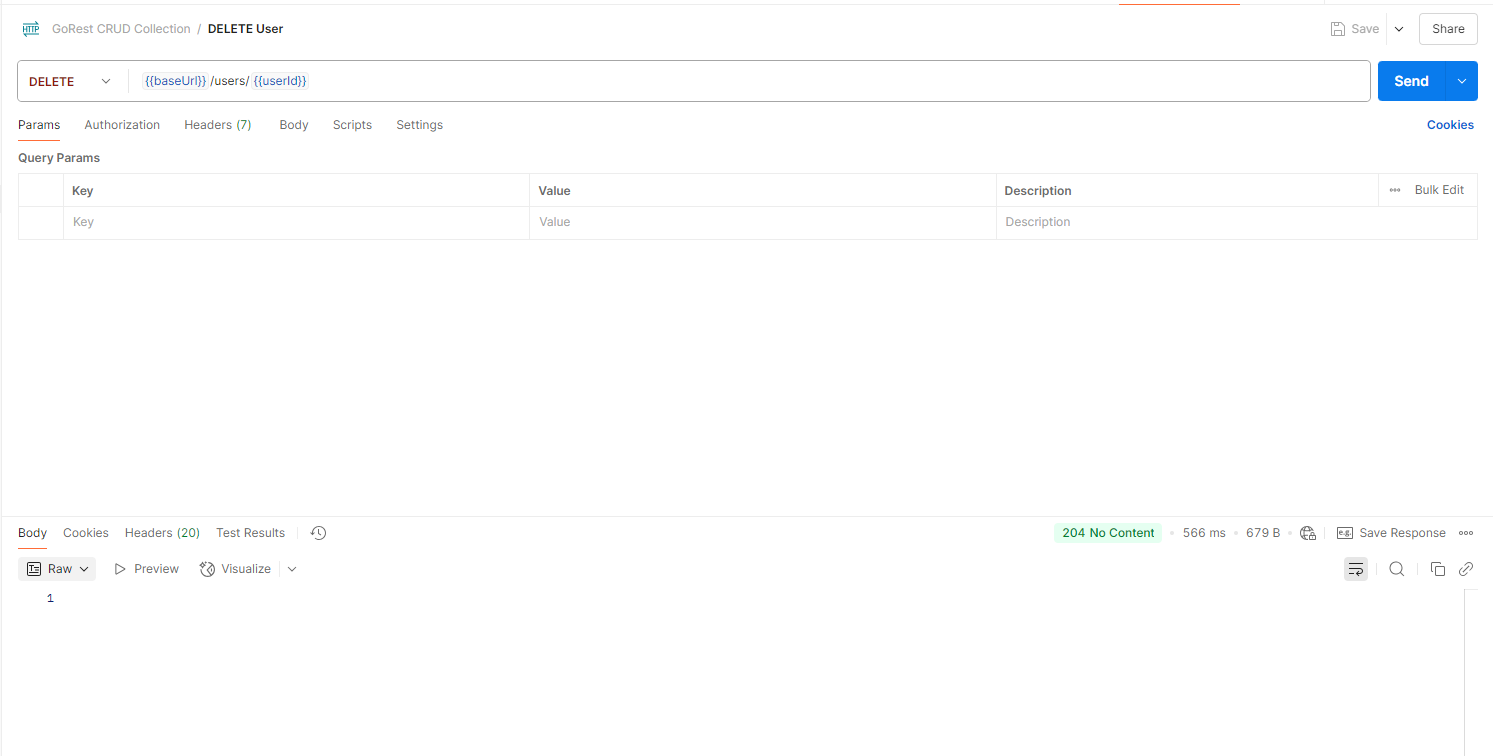 HTTP GoRest CRUD Collection / DELETE User Save Share
DELETE {{baseUrl}} /users/ {{userId}} Send
Params Authorization Headers (7) Body Scripts Settings Cookies
Query Params
Key Value Description Bulk Edit
Key Value Description
Body Cookies Headers (20) Test Results 204 No Content • 566 ms • 679 B • e.g. Save Response
Raw Preview Visualize
1